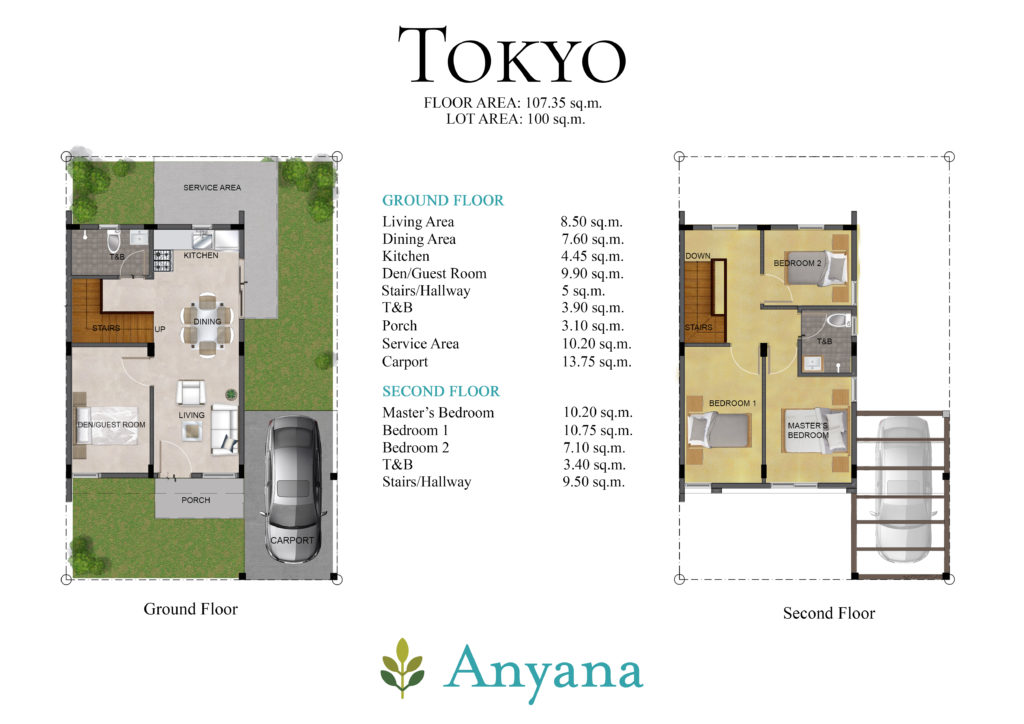 TOKYO
FLOOR AREA: 107.35 sq.m.
LOT AREA: 100 sq.m.
SERVICE AREA
T&B
KITCHEN
STAIRS
UP
DINING
LIVING
DEN/GUEST ROOM
PORCH
CARPORT
Ground Floor
GROUND FLOOR
Living Area 8.50 sq.m.
Dining Area 7.60 sq.m.
Kitchen 4.45 sq.m.
Den/Guest Room 9.90 sq.m.
Stairs/Hallway 5 sq.m.
T&B 3.90 sq.m.
Porch 3.10 sq.m.
Service Area 10.20 sq.m.
Carport 13.75 sq.m.
SECOND FLOOR
Master's Bedroom 10.20 sq.m.
Bedroom 1 10.75 sq.m.
Bedroom 2 7.10 sq.m.
T&B 3.40 sq.m.
Stairs/Hallway 9.50 sq.m.
DOWN
BEDROOM 2
STAIRS
T&B
BEDROOM 1
MASTER'S
BEDROOM
Second Floor
Anyana